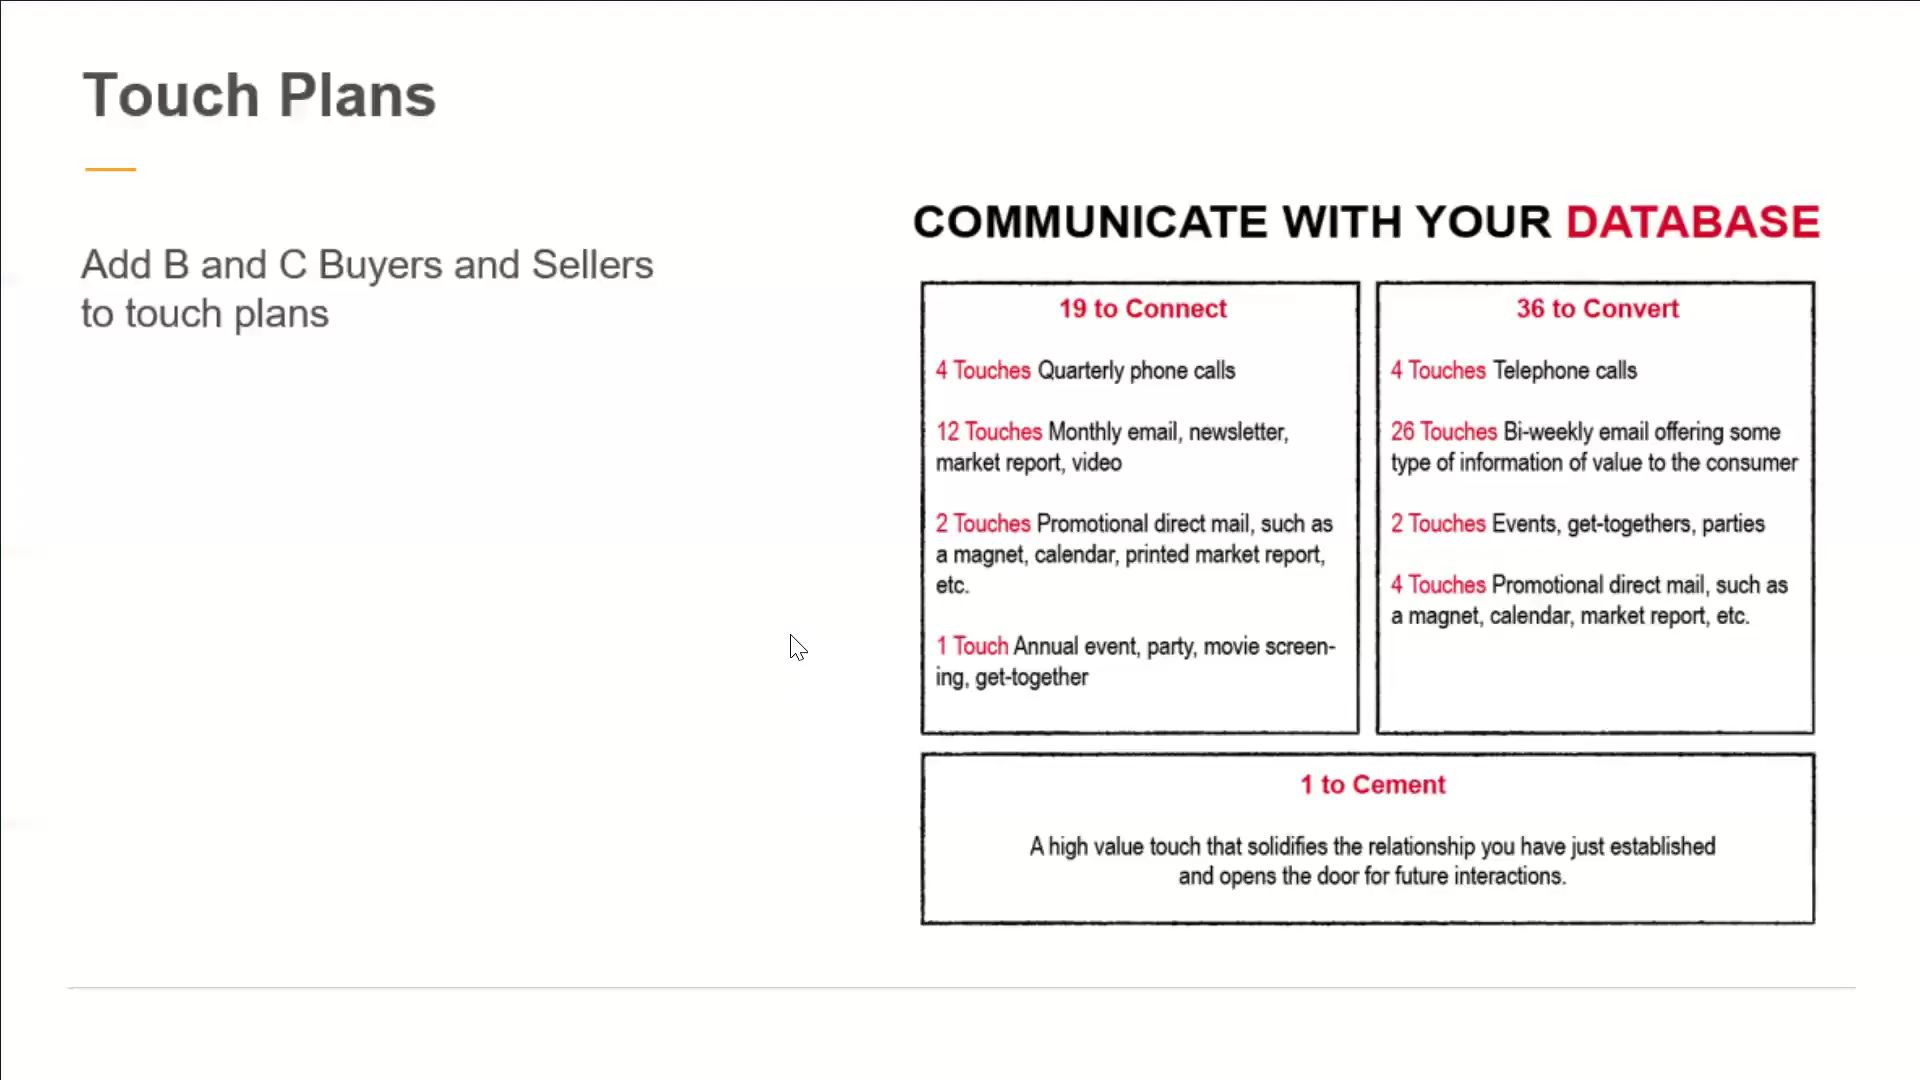 Touch Plans
Add B and C Buyers and Sellers
to touch plans
COMMUNICATE WITH YOUR DATABASE
19 to Connect
4 Touches Quarterly phone calls
12 Touches Monthly email, newsletter,
market report, video
2 Touches Promotional direct mail, such as
a magnet, calendar, printed market report,
etc.
1 Touch Annual event, party, movie screen-
ing, get-together
36 to Convert
4 Touches Telephone calls
26 Touches Bi-weekly email offering some
type of information of value to the consumer
2 Touches Events, get-togethers, parties
4 Touches Promotional direct mail, such as
a magnet, calendar, market report, etc.
1 to Cement
A high value touch that solidifies the relationship you have just established
and opens the door for future interactions.